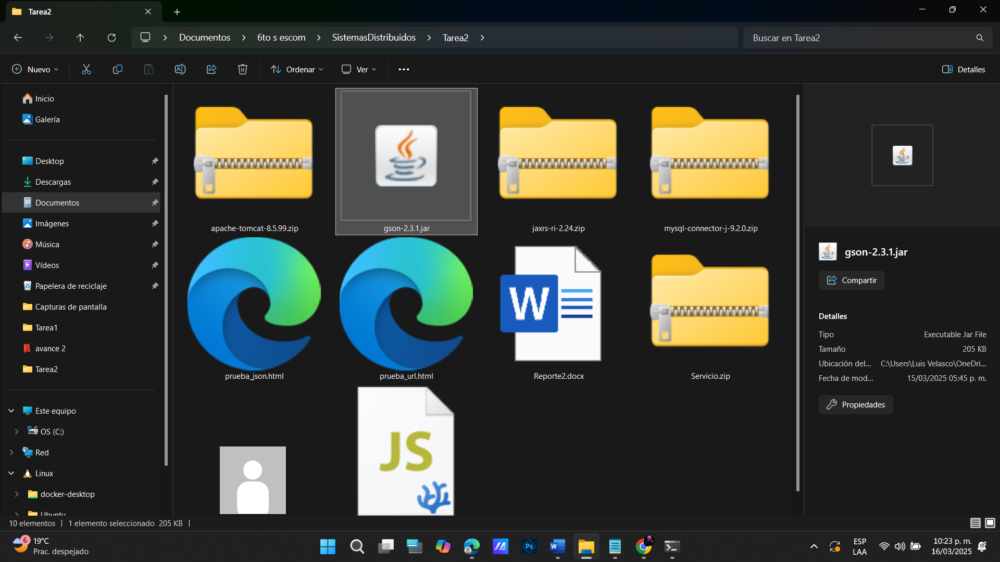 Tarea2
Documentos
6to s escom
SistemasDistribuidos
Tarea2
Buscar en Tarea2
Nuevo
Ordenar
Ver
Detalles
Inicio
Galería
Desktop
Descargas
Documentos
Imágenes
Música
Vídeos
Papelera de reciclaje
Capturas de pantalla
Tarea1
avance 2
Tarea2
Este equipo
OS (C:)
Red
Linux
docker-desktop
Ubuntu
apache-tomcat-8.5.99.zip
gson-2.3.1.jar
jaxrs-ri-2.24.zip
mysql-connector-j-9.2.0.zip
W
prueba_json.html
prueba_url.html
Reporte2.docx
Servicio.zip
JS
gson-2.3.1.jar
Compartir
Detalles
Tipo Executable Jar File
Tamaño 205 KB
Ubicación del... C:\Users\Luis Velasco\OneDri...
Fecha de mod... 15/03/2025 05:45 p. m.
Propiedades
10 elementos
1 elemento seleccionado 205 KB
6
19°C
Prac. despejado
Ps
W
ESP
LAA
10:23 p. m.
16/03/2025